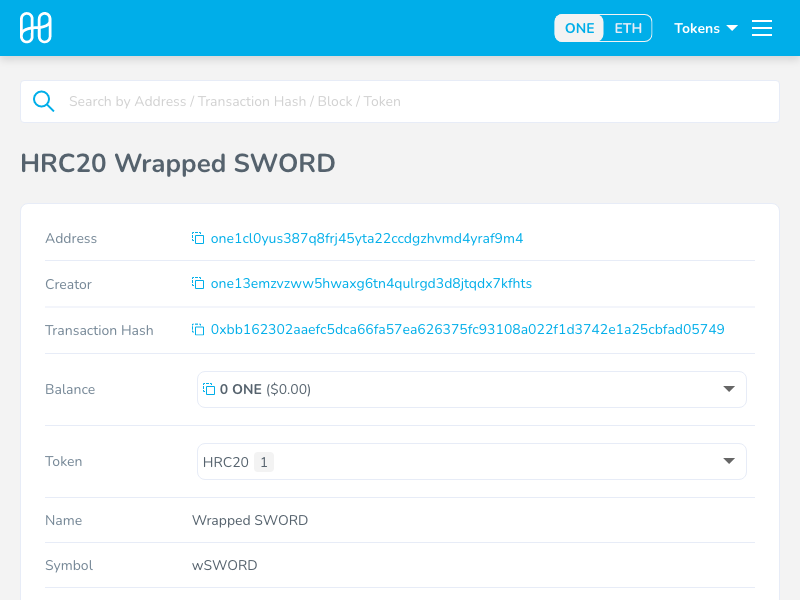 ONE ETH Tokens
Search by Address / Transaction Hash / Block / Token
HRC20 Wrapped SWORD
Address one1cl0yus387q8frj45yta22ccdgzhvmd4yraf9m4
Creator one13emzvzww5hwaxg6tn4qulrgd3d8jtqdx7kfhts
Transaction Hash 0xbb162302aaefc5dca66fa57ea626375fc93108a022f1d3742e1a25cbfad05749
Balance 0 ONE ($0.00)
Token HRC20 1
Name Wrapped SWORD
Symbol wSWORD